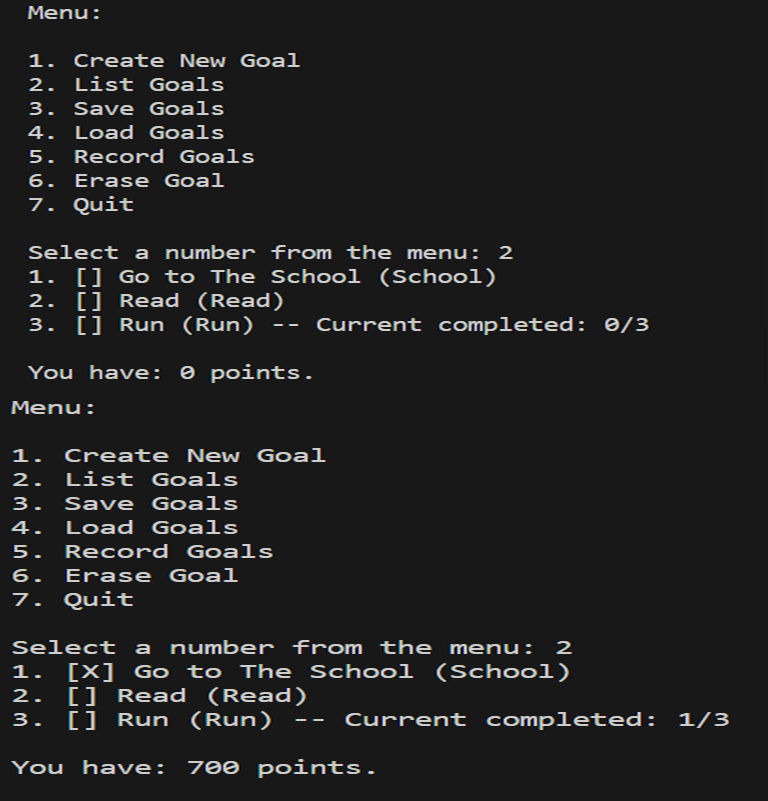 Menu:
1. Create New Goal
2. List Goals
3. Save Goals
4. Load Goals
5. Record Goals
6. Erase Goal
7. Quit
Select a number from the menu: 2
1. [] Go to The School (School)
2. [] Read (Read)
3. [] Run (Run) -- Current completed: 0/3
You have: 0 points.
Menu:
1. Create New Goal
2. List Goals
3. Save Goals
4. Load Goals
5. Record Goals
6. Erase Goal
7. Quit
Select a number from the menu: 2
1. [X] Go to The School (School)
2. [] Read (Read)
3. [] Run (Run) -- Current completed: 1/3
You have: 700 points.